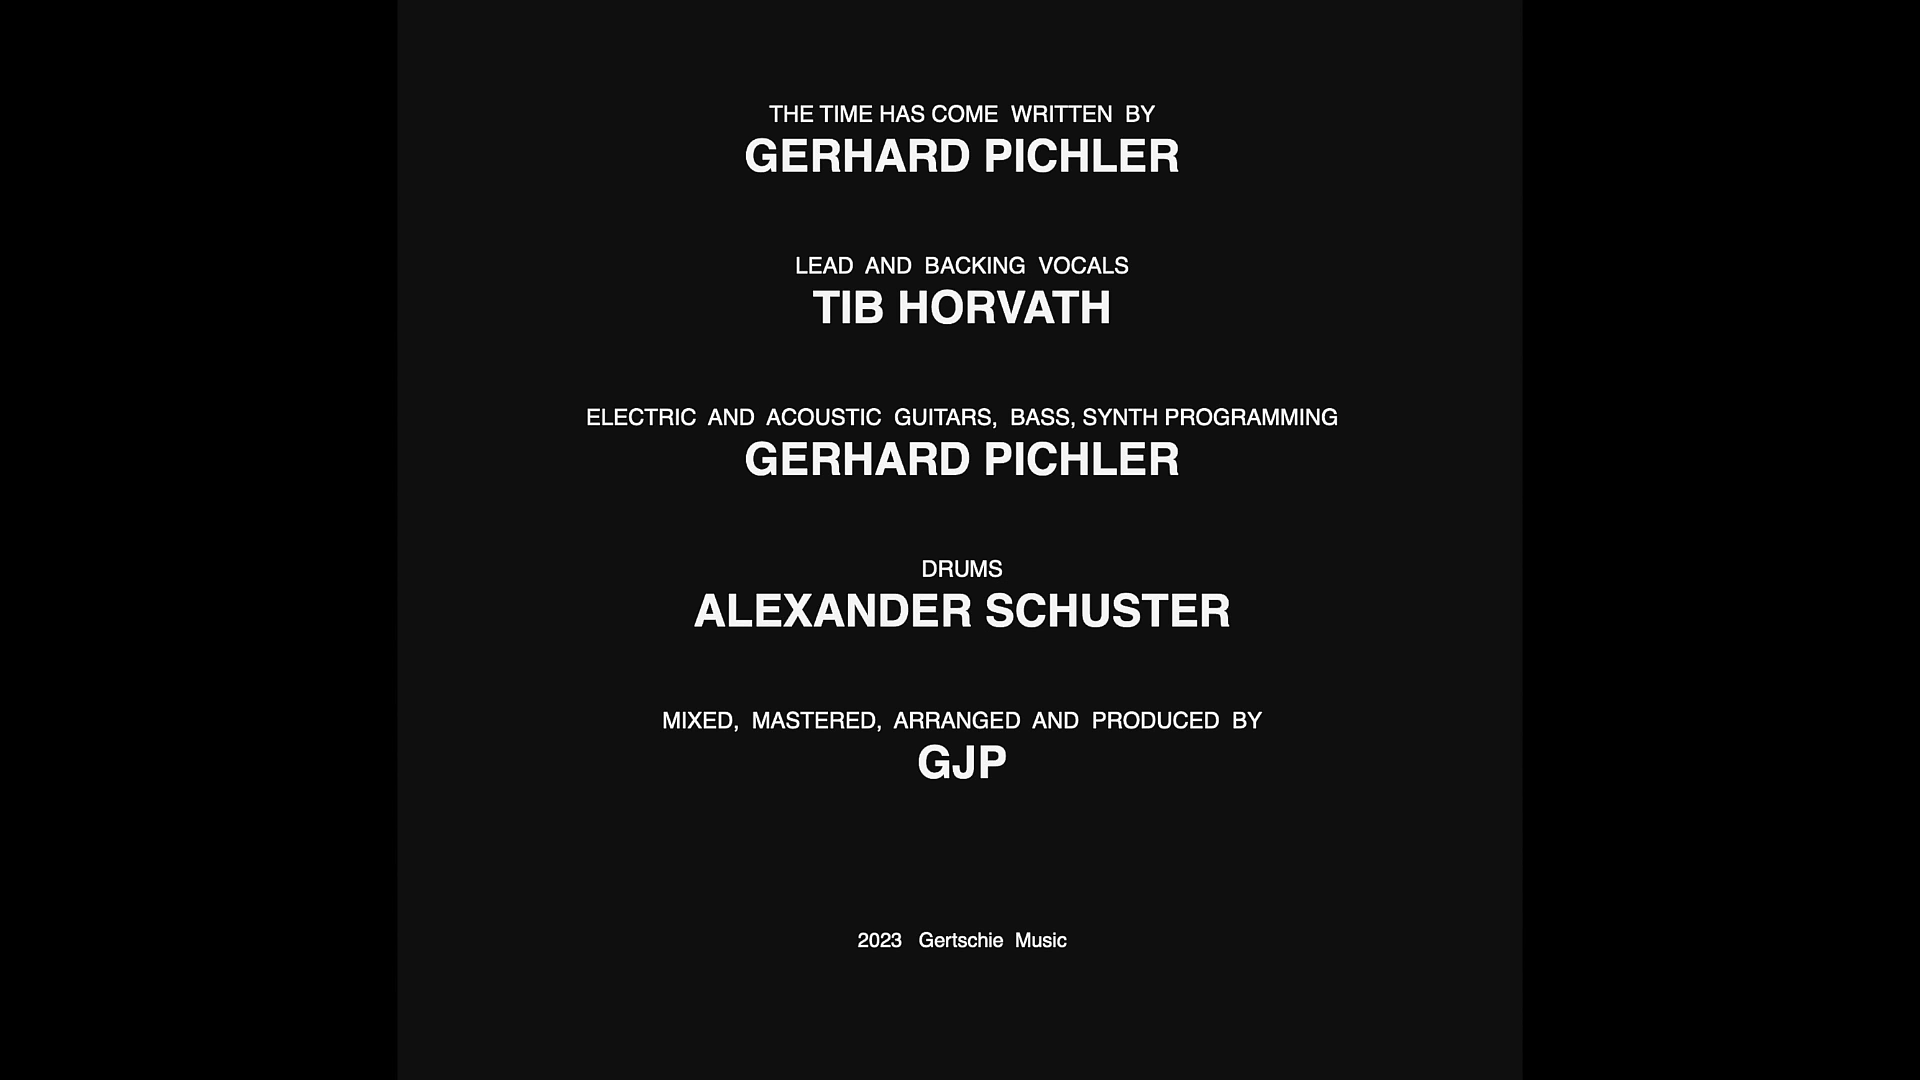 THE TIME HAS COME WRITTEN BY
GERHARD PICHLER
LEAD AND BACKING VOCALS
TIB HORVATH
ELECTRIC AND ACOUSTIC GUITARS, BASS, SYNTH PROGRAMMING
GERHARD PICHLER
DRUMS
ALEXANDER SCHUSTER
MIXED, MASTERED, ARRANGED AND PRODUCED BY
GJP
2023 Gertschie Music